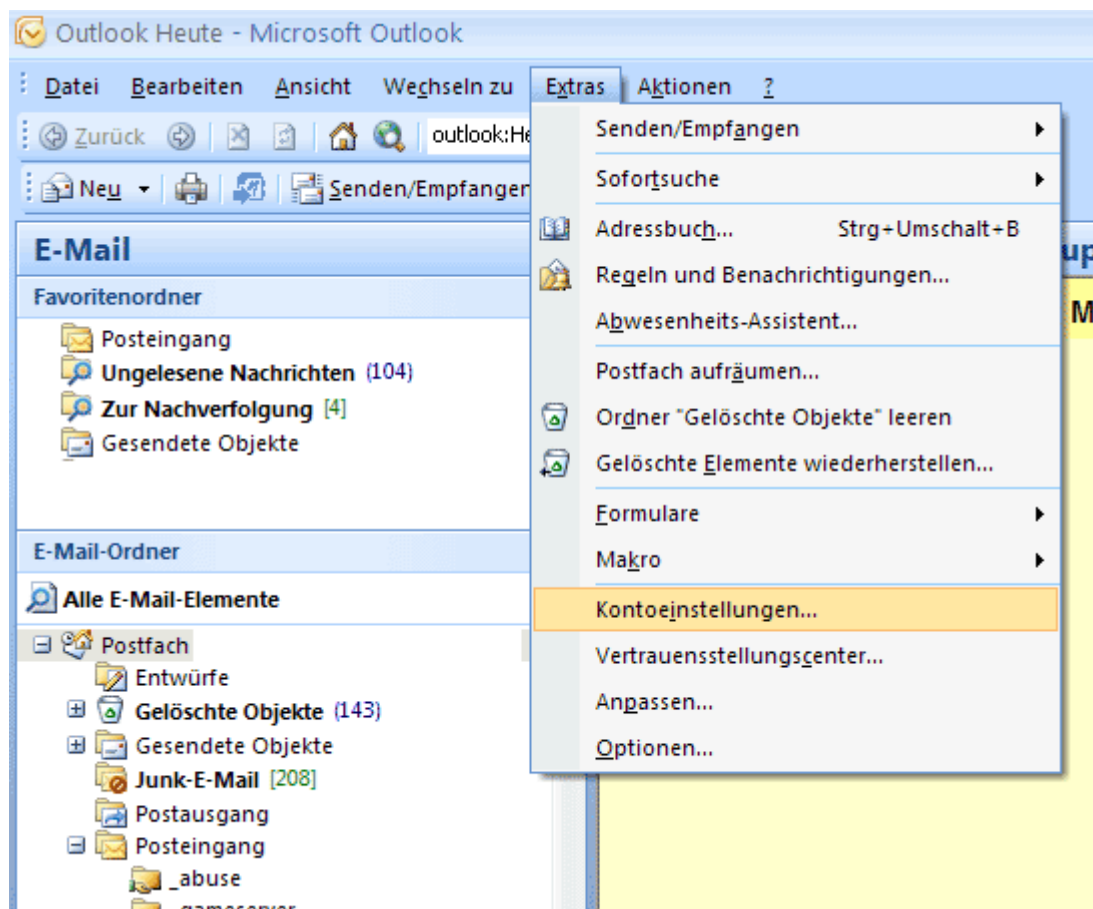 Outlook Heute - Microsoft Outlook
Datei Bearbeiten Ansicht Wechseln zu Extras Aktionen ?
Zurück outlook:He
Neu Senden/Empfangen
Senden/Empfangen
Sofortsuche
Adressbuch... Strg+Umschalt+B
Regeln und Benachrichtigungen...
Abwesenheits-Assistent...
Postfach aufräumen...
Ordner "Gelöschte Objekte" leeren
Gelöschte Elemente wiederherstellen...
Formulare
Makro
Kontoeinstellungen...
Vertrauensstellungscenter...
Anpassen...
Optionen...
E-Mail
Favoritenordner
Posteingang
Ungelesene Nachrichten (104)
Zur Nachverfolgung [4]
Gesendete Objekte
E-Mail-Ordner
Alle E-Mail-Elemente
Postfach
Entwürfe
Gelöschte Objekte (143)
Gesendete Objekte
Junk-E-Mail [208]
Postausgang
Posteingang
_abuse
up
M